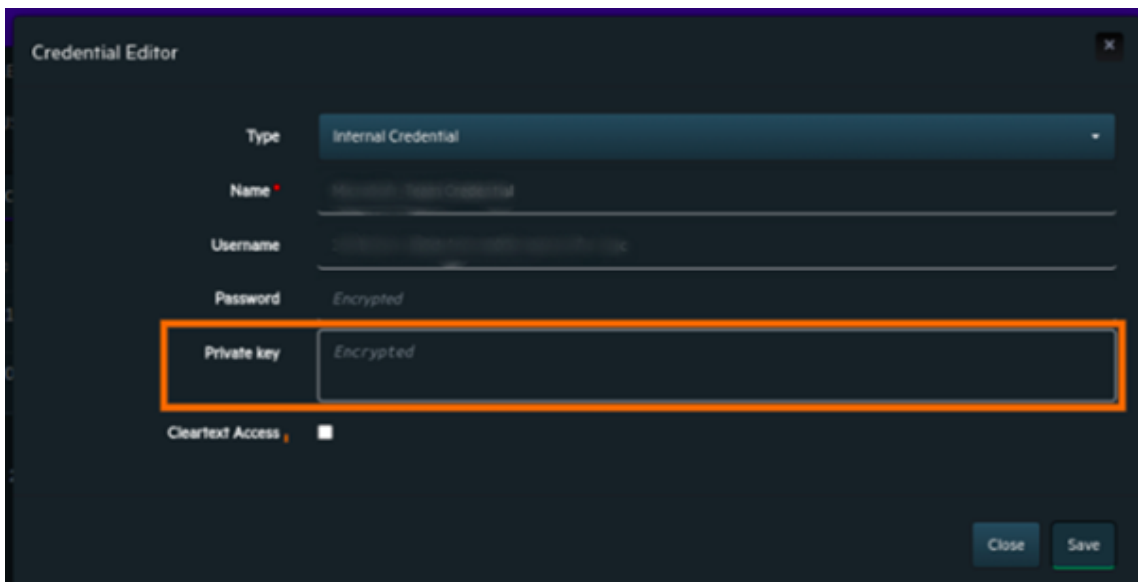 Credential Editor
×
Type Internal Credential
Name *
Username
Password Encrypted
Private key Encrypted
Cleartext Access
Close Save